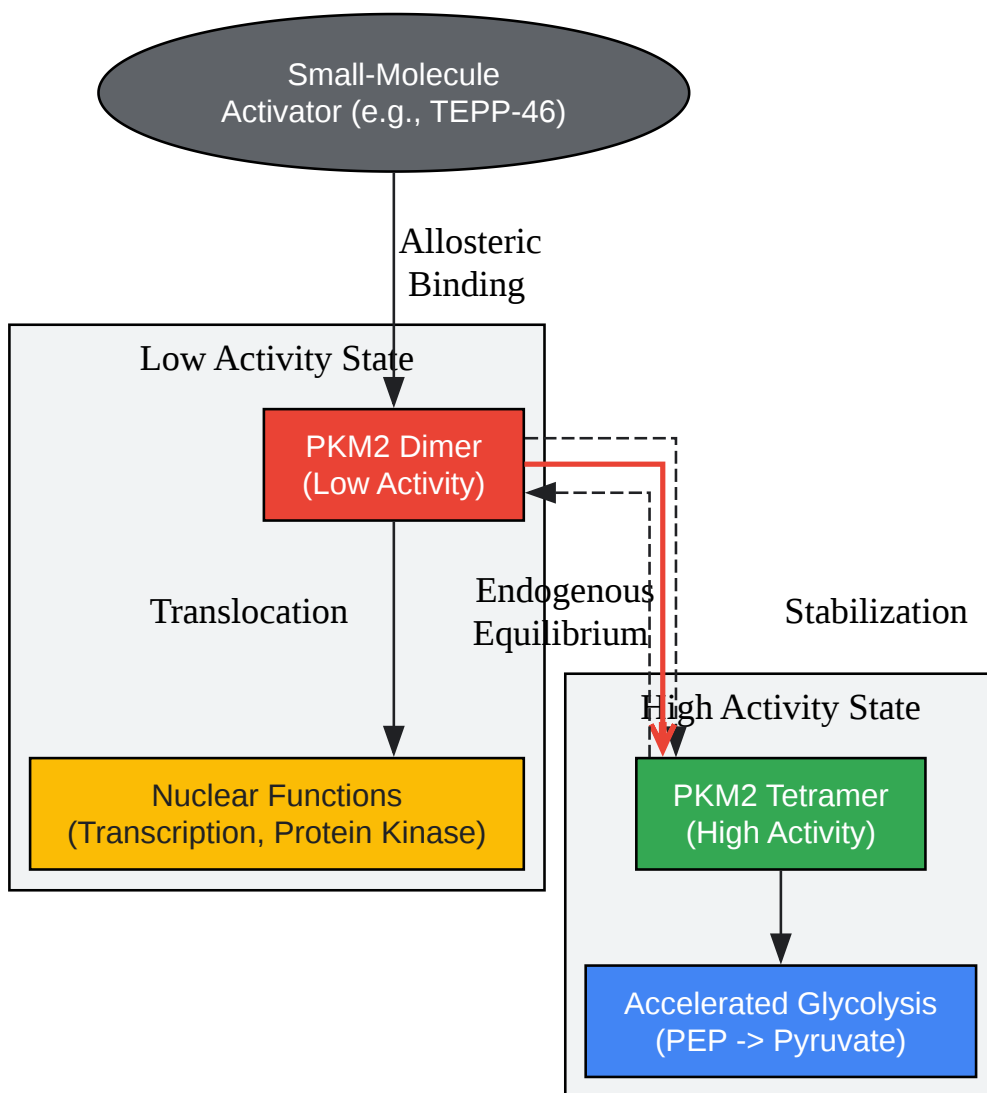 Small-Molecule
Activator (e.g., TEPP-46)
Allosteric
Binding
Low Activity State
PKM2 Dimer
(Low Activity)
Translocation
Endogenous
Equilibrium
Stabilization
High Activity State
Nuclear Functions
(Transcription, Protein Kinase)
PKM2 Tetramer
(High Activity)
Accelerated Glycolysis
(PEP -> Pyruvate)